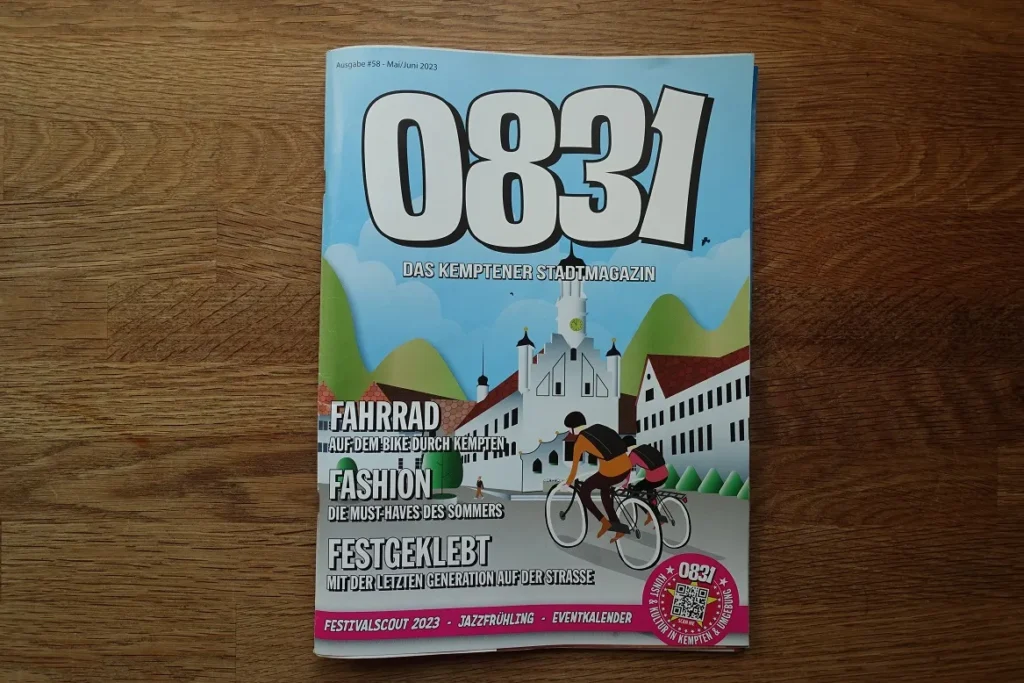 Ausgabe #58 - Mai/Juni 2023
0831
DAS KEMPTENER STADTMAGAZIN
FAHRRAD
AUF DEM BIKE DURCH KEMPTEN
FASHION
DIE MUST-HAVES DES SOMMERS
FESTGEKLEBT
MIT DER LETZTEN GENERATION AUF DER STRASSE
FESTIVALSCOUT 2023 - JAZZFRÜHLING - EVENTKALENDER
0831
SCAN ME
KUNST & KULTUR IN KEMPTEN & UMGEBUNG